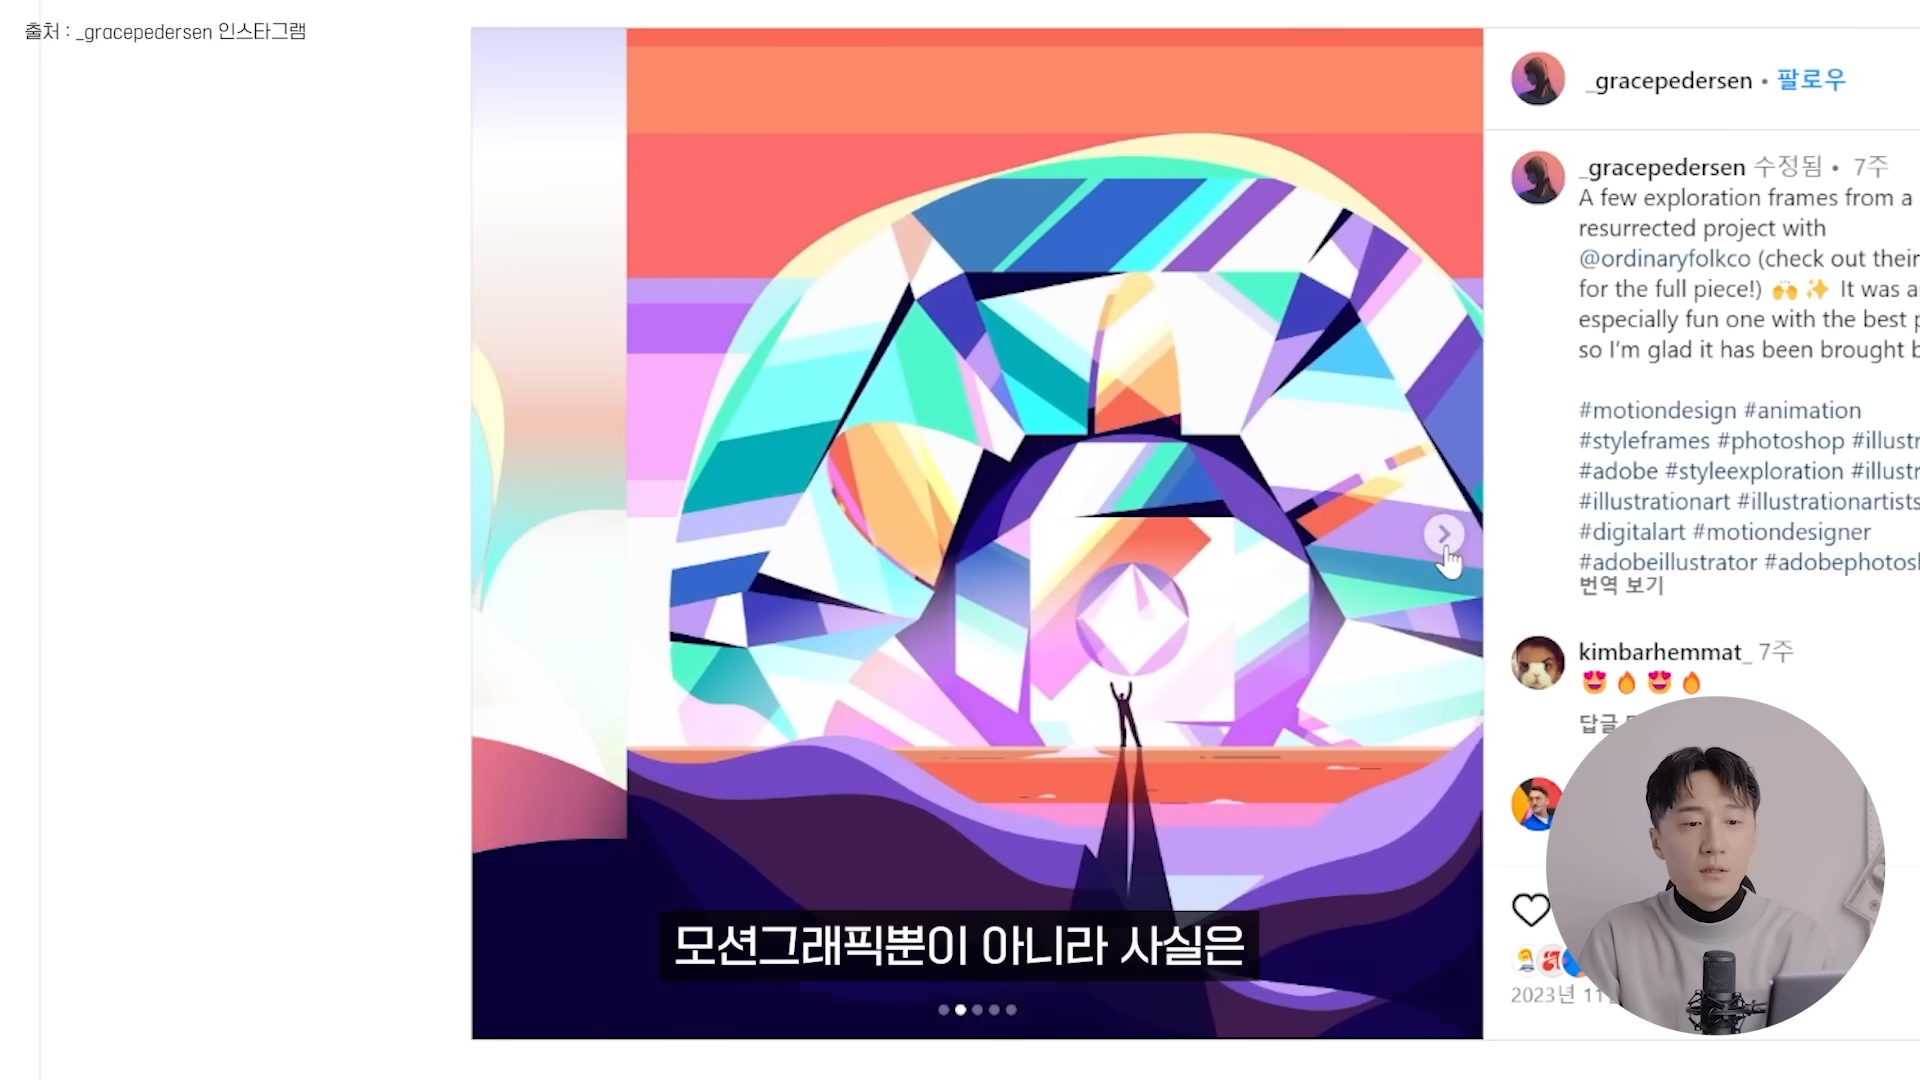 출처 : _gracepedersen 인스타그램
_gracepedersen • 팔로우
_gracepedersen 수정됨 • 7주
A few exploration frames from a
resurrected project with
@ordinaryfolkco (check out their
for the full piece!) 🙌 ✨ It was a
especially fun one with the best
so I'm glad it has been brought
#motiondesign #animation
#styleframes #photoshop
#adobe #styleexploration
#illustrationart #illustrationartists
#digitalart #motiondesigner
#adobeillustrator
번역 보기
kimbarhemmat_ 7주
😍 🔥 😍 🔥
답글
모션그래픽뿐이 아니라 사실은
2023년 11